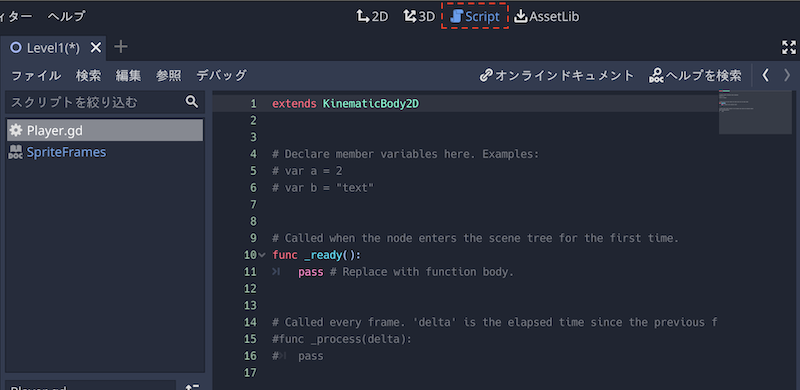 ィター ヘルプ 2D 3D Script AssetLib
Level1(*)
ファイル 検索 編集 参照 デバッグ オンラインドキュメント ヘルプを検索
スクリプトを絞り込む
Player.gd
DOC SpriteFrames
1 extends KinematicBody2D
2
3
4 # Declare member variables here. Examples:
5 # var a = 2
6 # var b = "text"
7
8
9 # Called when the node enters the scene tree for the first time.
10 func _ready():
11 pass # Replace with function body.
12
13
14 # Called every frame. 'delta' is the elapsed time since the previous f
15 #func _process(delta):
16 # pass
17
Player.gd